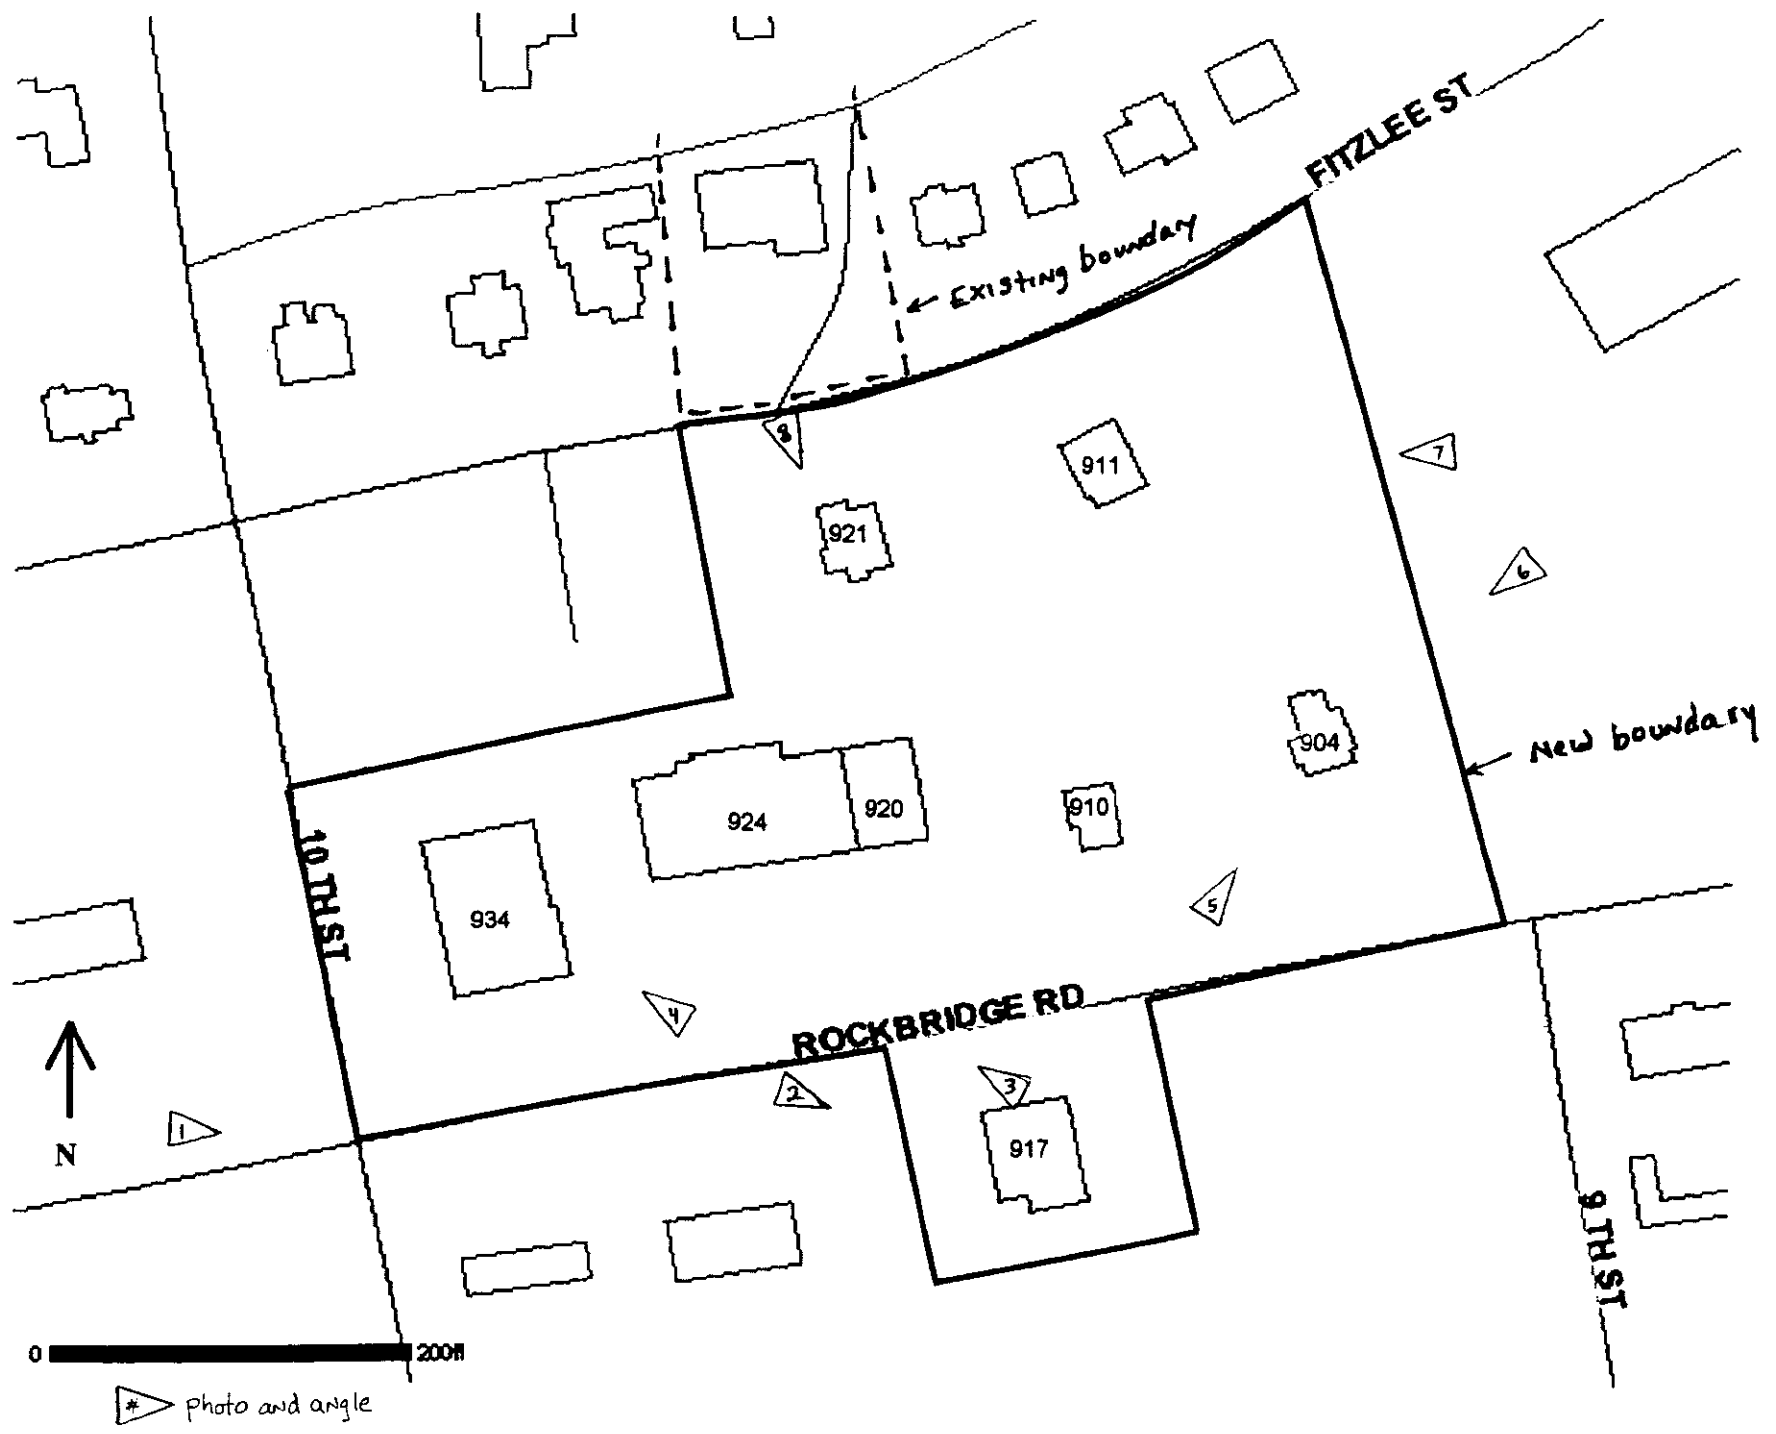 FITZLEE ST
Existing boundary
8
7
911
921
6
904
New boundary
910
920
924
10 TH ST
934
5
4
ROCKBRIDGE RD
3
2
1
N
917
9 TH ST
0 200ft
# photo and angle